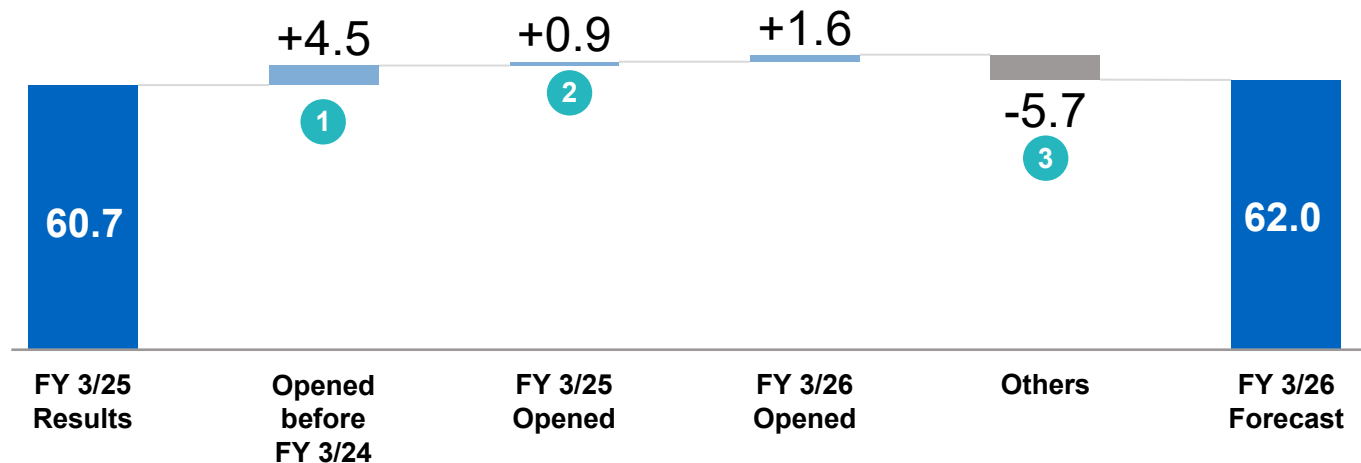 +4.5
+0.9
+1.6
1
2
-5.7
3
60.7
62.0
FY 3/25
Results
Opened
before
FY 3/24
FY 3/25
Opened
FY 3/26
Opened
Others
FY 3/26
Forecast